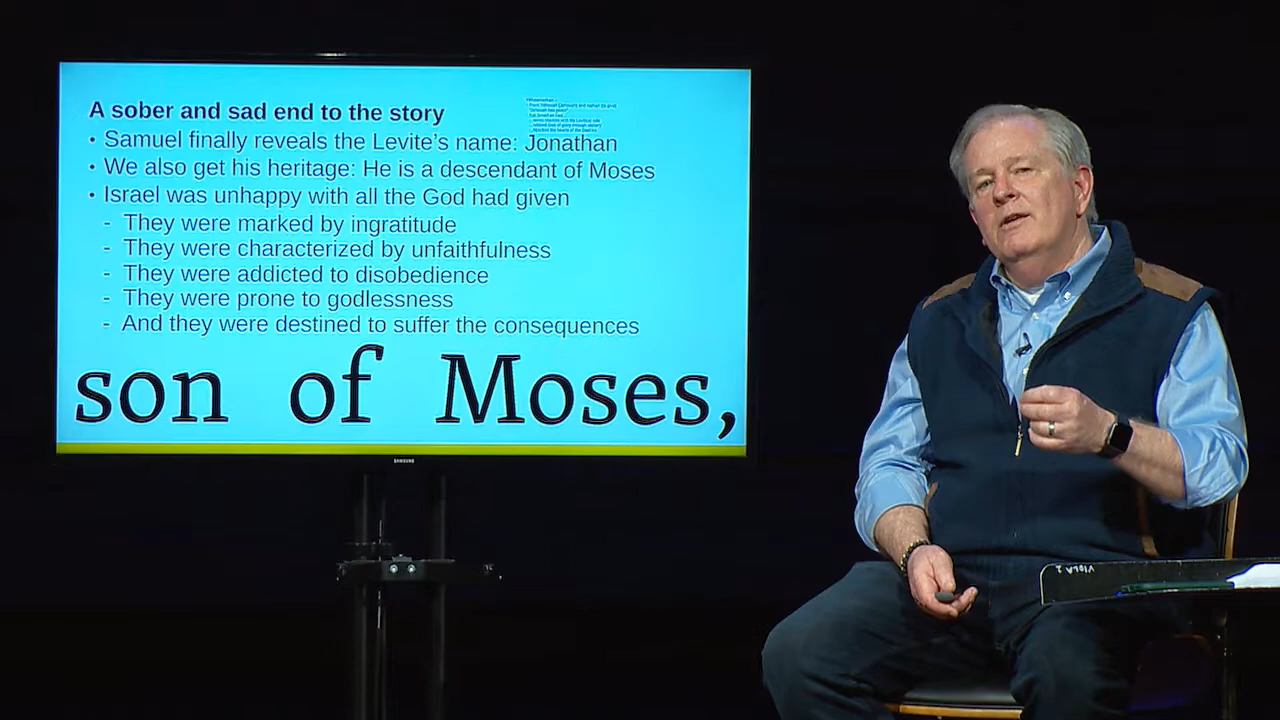 A sober and sad end to the story
• Samuel finally reveals the Levite's name: Jonathan
• We also get his heritage: He is a descendant of Moses
• Israel was unhappy with all the God had given
- They were marked by ingratitude
- They were characterized by unfaithfulness
- They were addicted to disobedience
- They were prone to godlessness
- And they were destined to suffer the consequences
son of Moses,
SAMSUNG
VIOLA 2